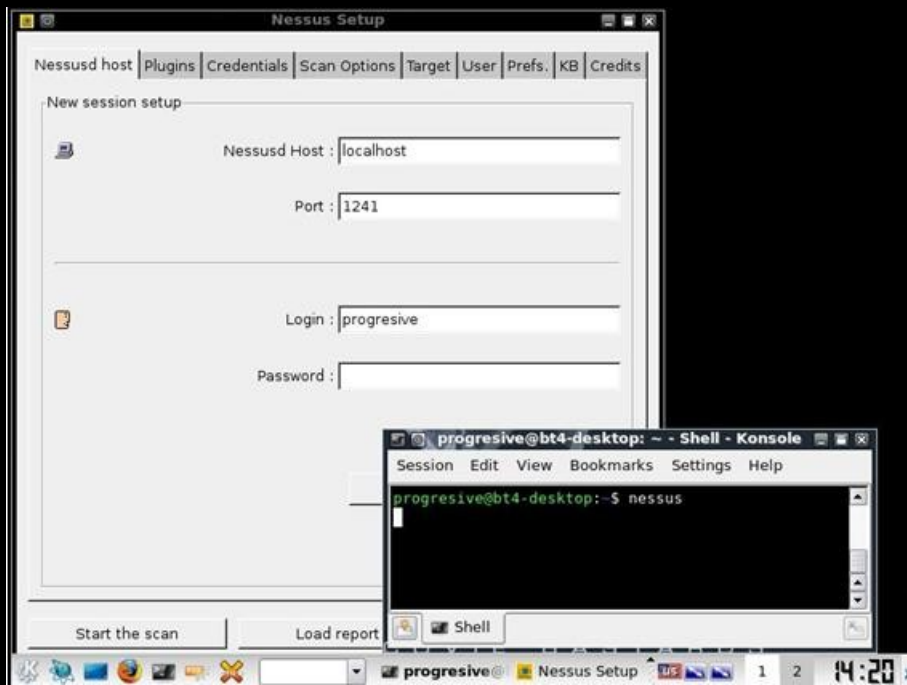 Nessus Setup
Nessusd host Plugins Credentials Scan Options Target User Prefs. KB Credits
New session setup
Nessusd Host : localhost
Port : 1241
Login : progresive
Password :
progresive@bt4-desktop: ~ - Shell - Konsole
Session Edit View Bookmarks Settings Help
progresive@bt4-desktop:~$ nessus
Shell
Start the scan Load report
progresive@ Nessus Setup US 1 2 14:20